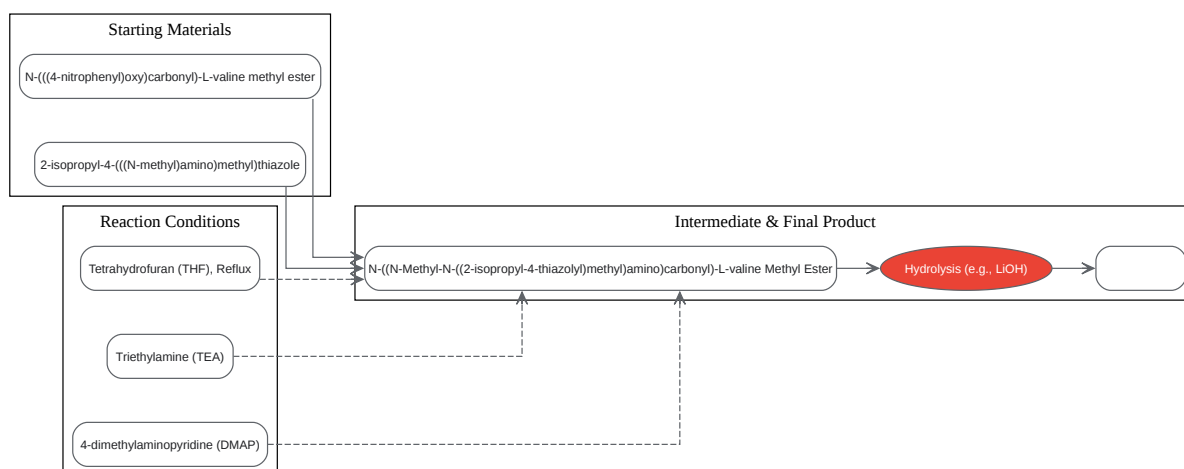 Starting Materials
N-(((4-nitrophenyl)oxy)carbonyl)-L-valine methyl ester
2-isopropyl-4-(((N-methyl)amino)methyl)thiazole
Reaction Conditions
Tetrahydrofuran (THF), Reflux
Triethylamine (TEA)
4-dimethylaminopyridine (DMAP)
Intermediate & Final Product
N-((N-Methyl-N-((2-isopropyl-4-thiazolyl)methyl)amino)carbonyl)-L-valine Methyl Ester
Hydrolysis (e.g., LiOH)